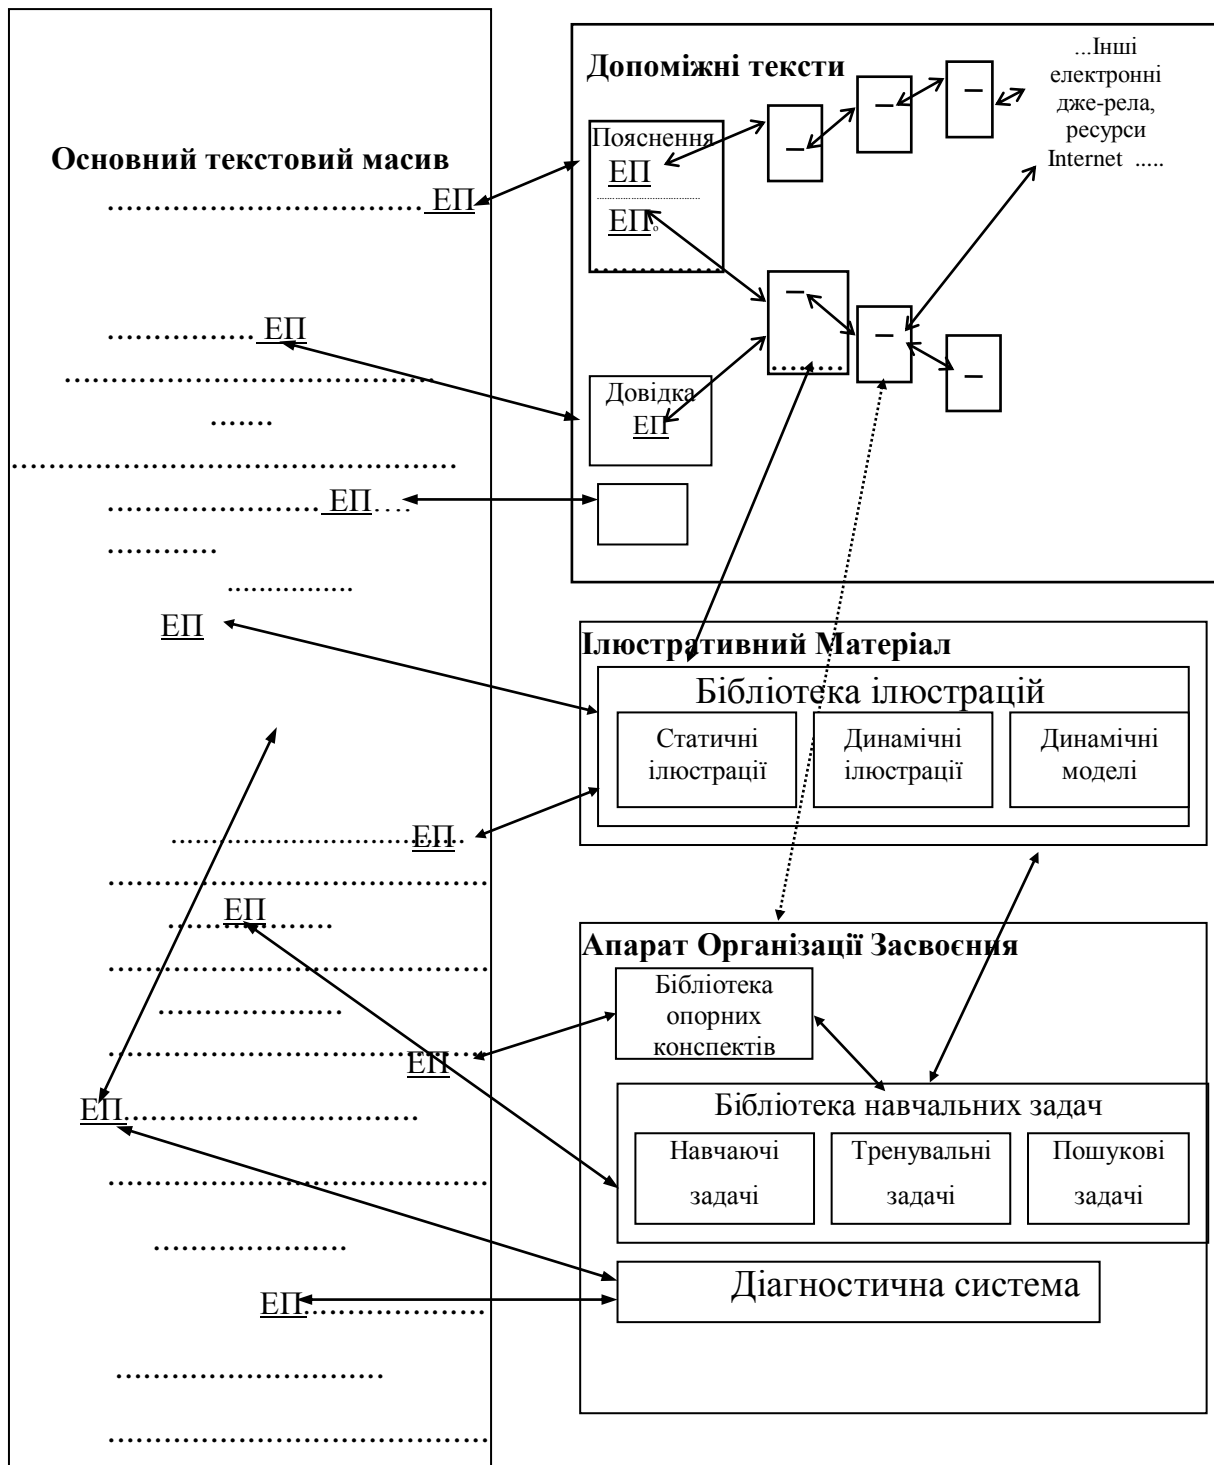 Основний текстовий масив
ЕП
ЕП
ЕП
ЕП
ЕП
ЕП
ЕП
ЕП
ЕП
Допоміжні тексти
Пояснення
ЕП
ЕП
Довідка
ЕП
...Інші
електронні
дже-рела,
ресурси
Internet .....
Ілюстративний Матеріал
Бібліотека ілюстрацій
Статичні
ілюстрації
Динамічні
ілюстрації
Динамічні
моделі
Апарат Організації Засвоєння
Бібліотека
опорних
конспектів
Бібліотека навчальних задач
Навчаючі
задачі
Тренувальні
задачі
Пошукові
задачі
Діагностична система